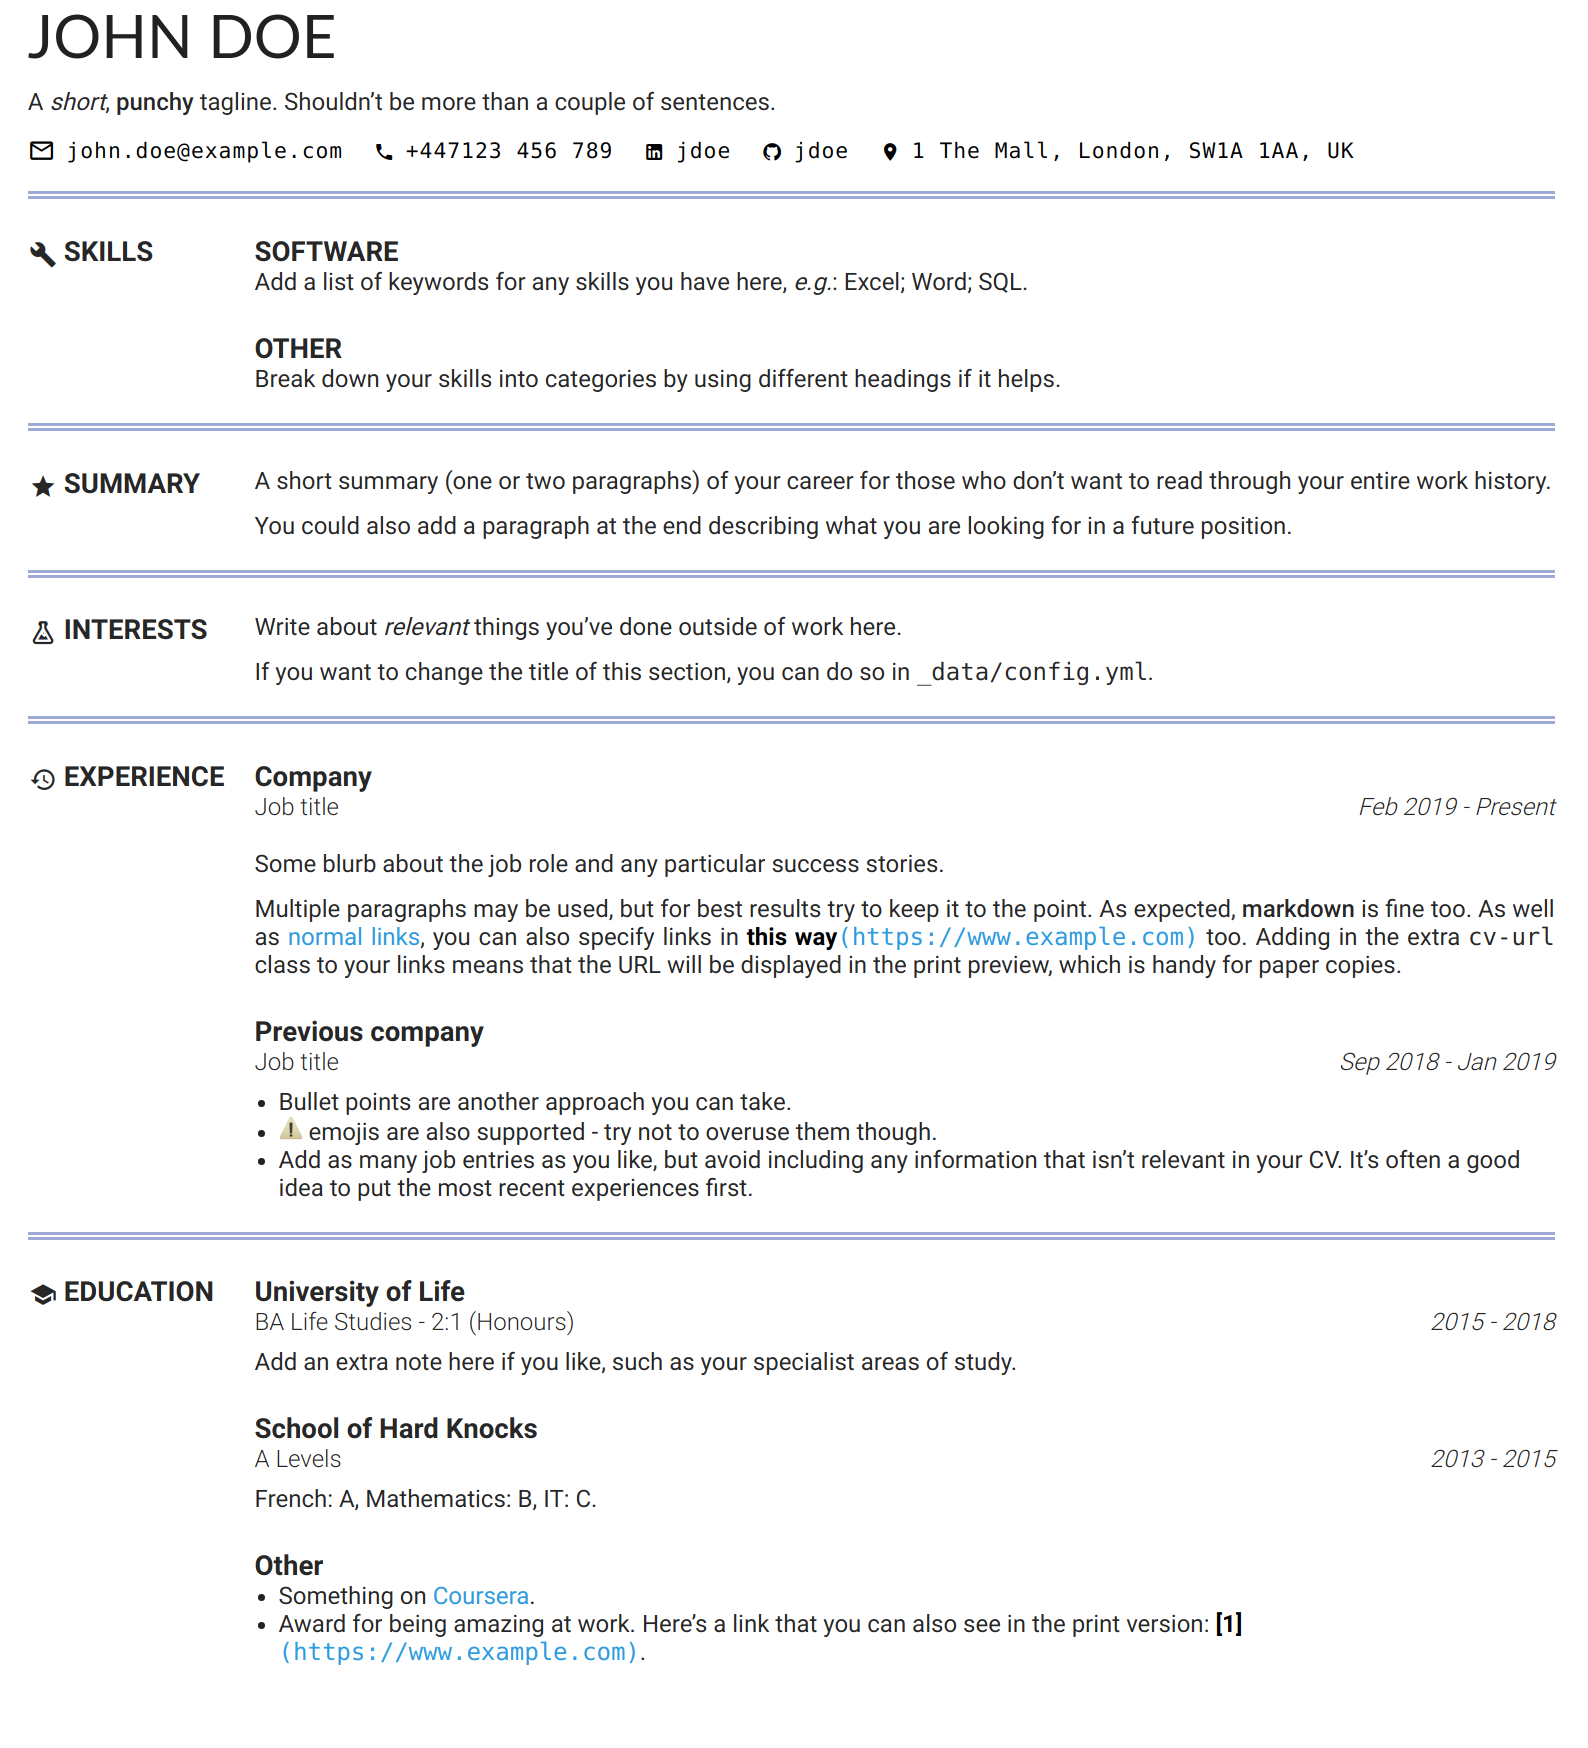 JOHN DOE
A short, punchy tagline. Shouldn’t be more than a couple of sentences.
john.doe@example.com +447123 456 789 jdoe jdoe 1 The Mall, London, SW1A 1AA, UK
SKILLS
SOFTWARE
Add a list of keywords for any skills you have here, e.g.: Excel; Word; SQL.
OTHER
Break down your skills into categories by using different headings if it helps.
SUMMARY
A short summary (one or two paragraphs) of your career for those who don’t want to read through your entire work history.
You could also add a paragraph at the end describing what you are looking for in a future position.
INTERESTS
Write about relevant things you’ve done outside of work here.
If you want to change the title of this section, you can do so in _data/config.yml.
EXPERIENCE
Company
Job title Feb 2019 - Present
Some blurb about the job role and any particular success stories.
Multiple paragraphs may be used, but for best results try to keep it to the point. As expected, markdown is fine too. As well
as normal links, you can also specify links in this way(https://www.example.com) too. Adding in the extra cv-url
class to your links means that the URL will be displayed in the print preview, which is handy for paper copies.
Previous company
Job title Sep 2018 - Jan 2019
• Bullet points are another approach you can take.
• ⚠ emojis are also supported - try not to overuse them though.
• Add as many job entries as you like, but avoid including any information that isn’t relevant in your CV. It’s often a good
idea to put the most recent experiences first.
EDUCATION
University of Life
BA Life Studies - 2:1 (Honours) 2015 - 2018
Add an extra note here if you like, such as your specialist areas of study.
School of Hard Knocks
A Levels 2013 - 2015
French: A, Mathematics: B, IT: C.
Other
• Something on Coursera.
• Award for being amazing at work. Here’s a link that you can also see in the print version: [1]
(https://www.example.com).